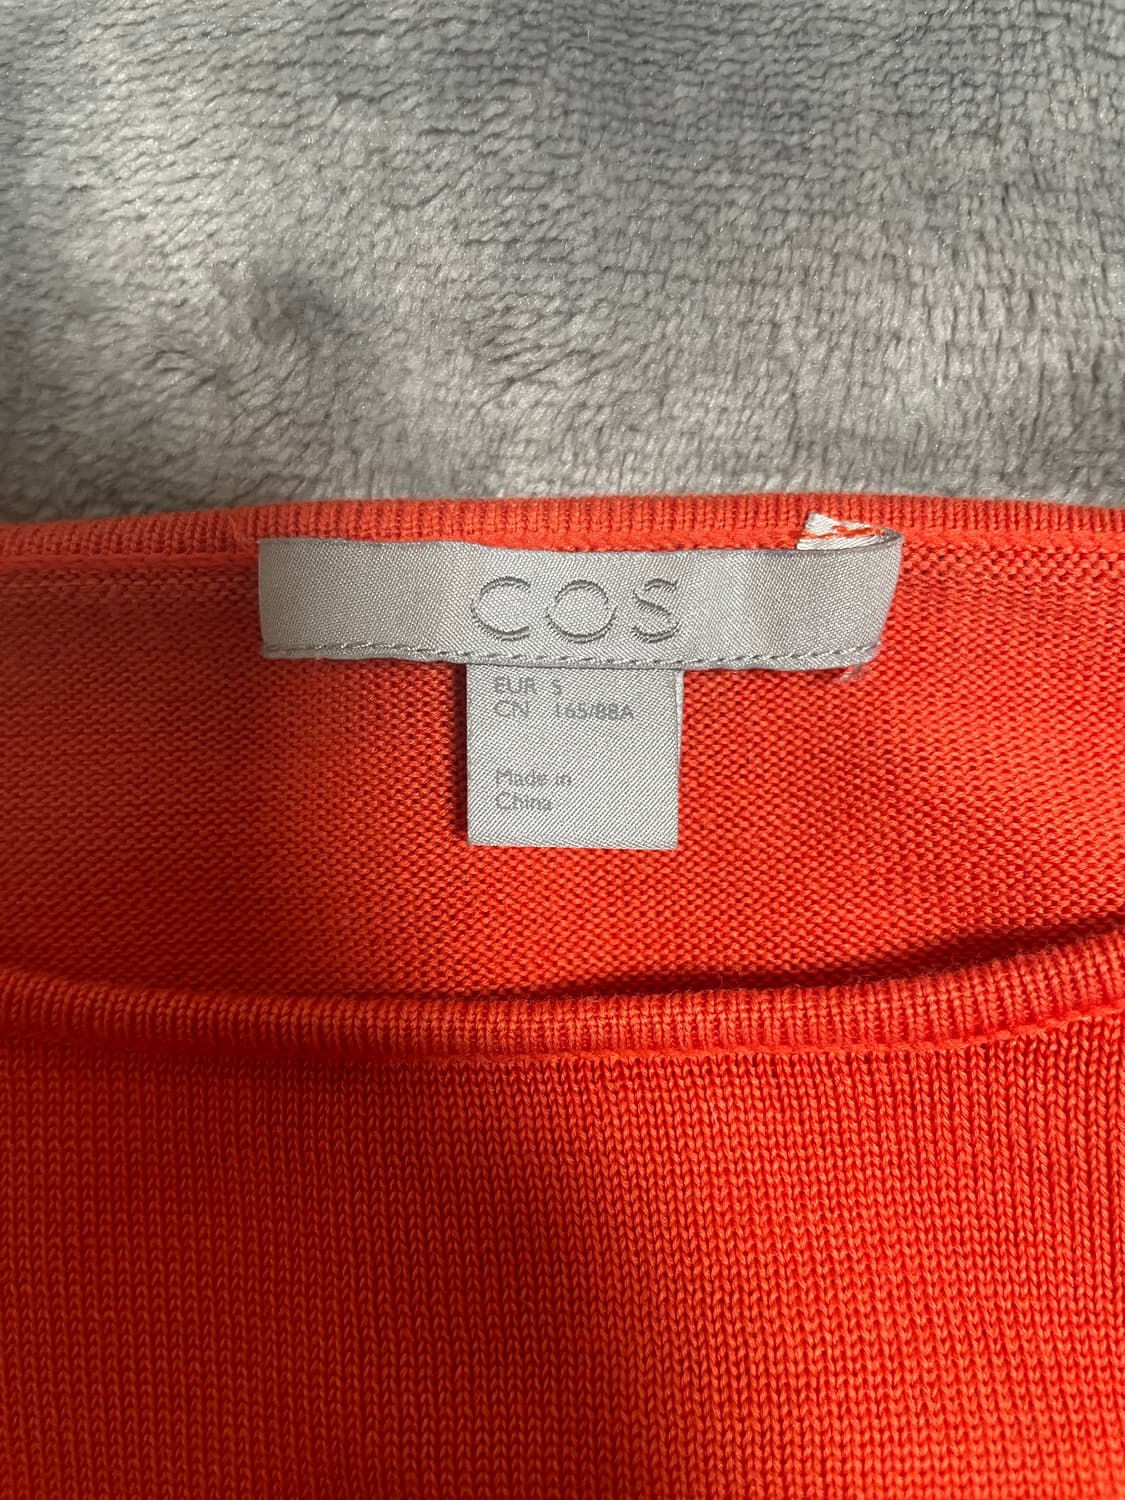 COS
EUR S
CN 165/88A
Made in
China